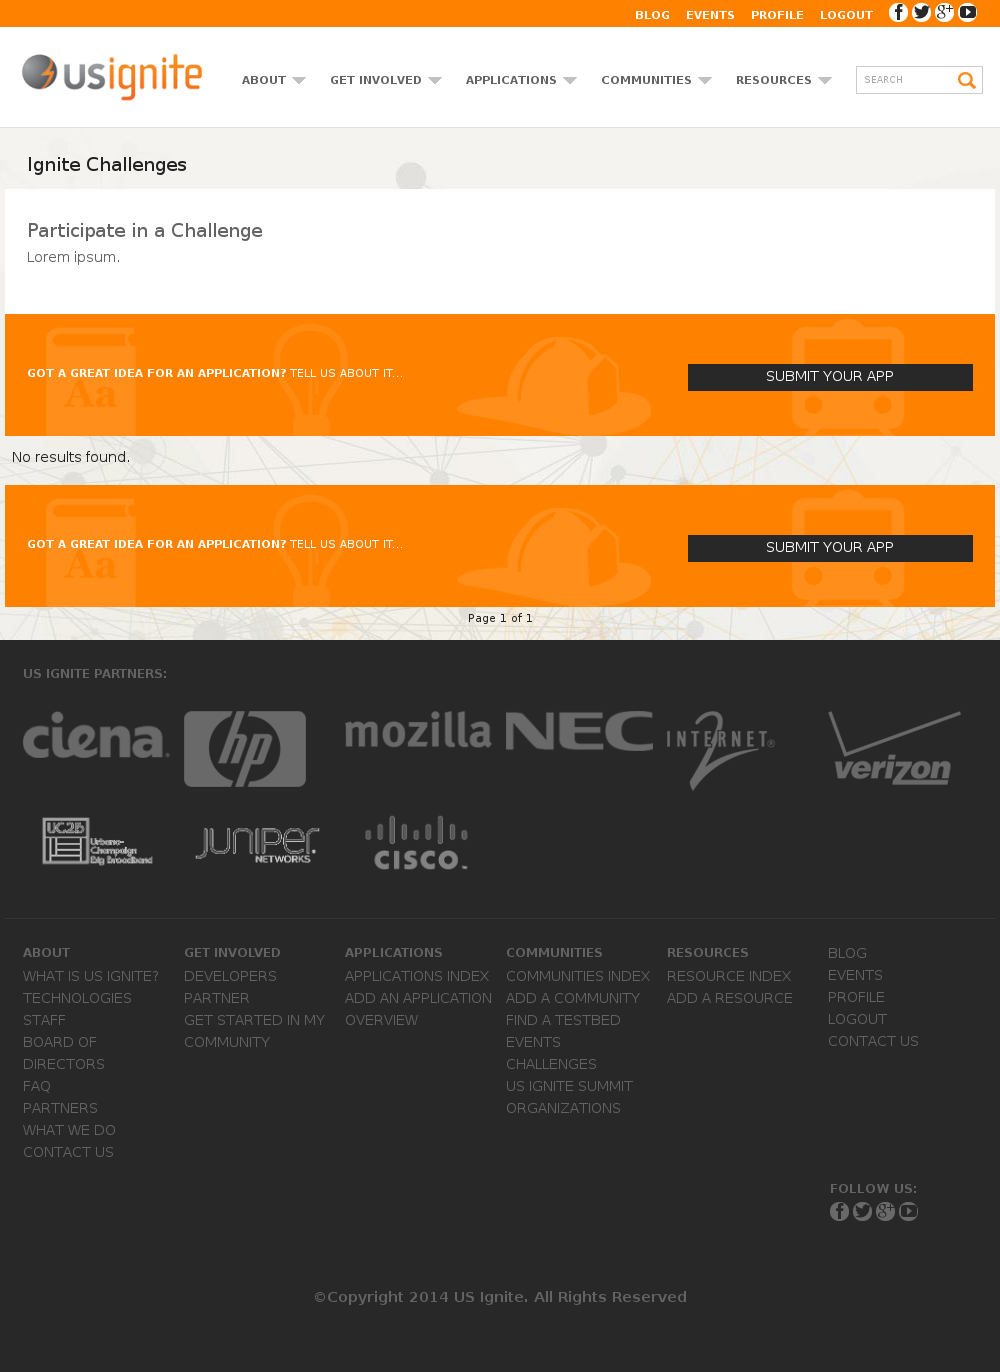 BLOG EVENTS PROFILE LOGOUT
usignite
ABOUT GET INVOLVED APPLICATIONS COMMUNITIES RESOURCES SEARCH
Ignite Challenges
Participate in a Challenge
Lorem ipsum.
Aa
GOT A GREAT IDEA FOR AN APPLICATION? TELL US ABOUT IT...
SUBMIT YOUR APP
No results found.
Aa
GOT A GREAT IDEA FOR AN APPLICATION? TELL US ABOUT IT...
SUBMIT YOUR APP
Page 1 of 1
US IGNITE PARTNERS:
ciena hp mozilla NEC INTERNET 2 verizon
UC2B Urbana-Champaign Big Broadband
JUNIPER NETWORKS
CISCO
ABOUT
WHAT IS US IGNITE?
TECHNOLOGIES
STAFF
BOARD OF
DIRECTORS
FAQ
PARTNERS
WHAT WE DO
CONTACT US
GET INVOLVED
DEVELOPERS
PARTNER
GET STARTED IN MY
COMMUNITY
APPLICATIONS
APPLICATIONS INDEX
ADD AN APPLICATION
OVERVIEW
COMMUNITIES
COMMUNITIES INDEX
ADD A COMMUNITY
FIND A TESTBED
EVENTS
CHALLENGES
US IGNITE SUMMIT
ORGANIZATIONS
RESOURCES
RESOURCE INDEX
ADD A RESOURCE
BLOG
EVENTS
PROFILE
LOGOUT
CONTACT US
FOLLOW US:
©Copyright 2014 US Ignite. All Rights Reserved